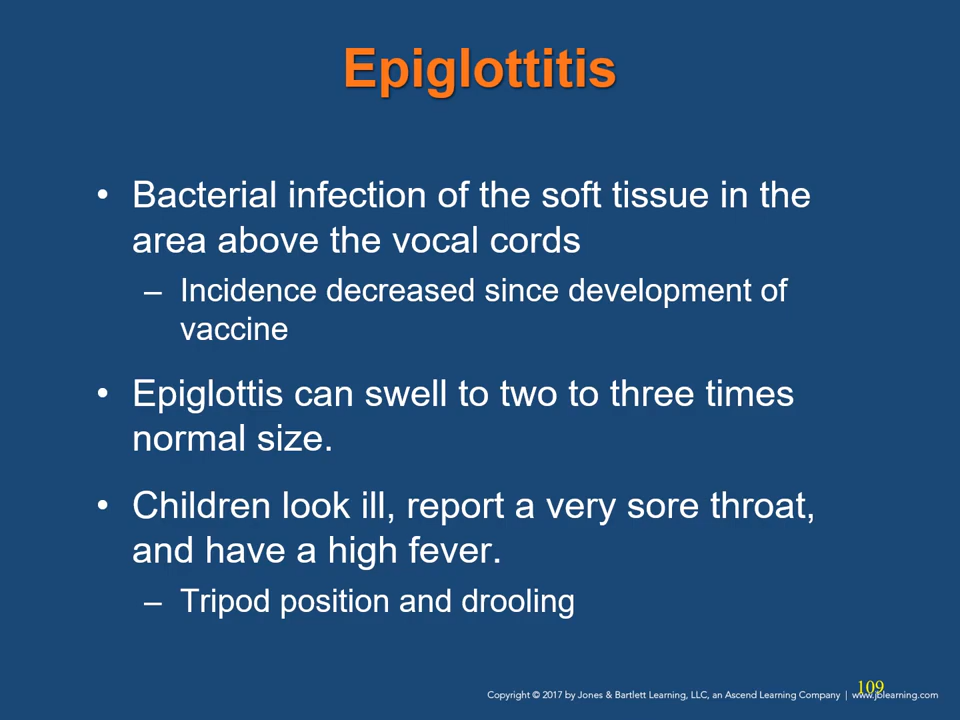 Epiglottitis
• Bacterial infection of the soft tissue in the
area above the vocal cords
– Incidence decreased since development of
vaccine
• Epiglottis can swell to two to three times
normal size.
• Children look ill, report a very sore throat,
and have a high fever.
– Tripod position and drooling
109
Copyright © 2017 by Jones & Bartlett Learning, LLC, an Ascend Learning Company | www.jblearning.com